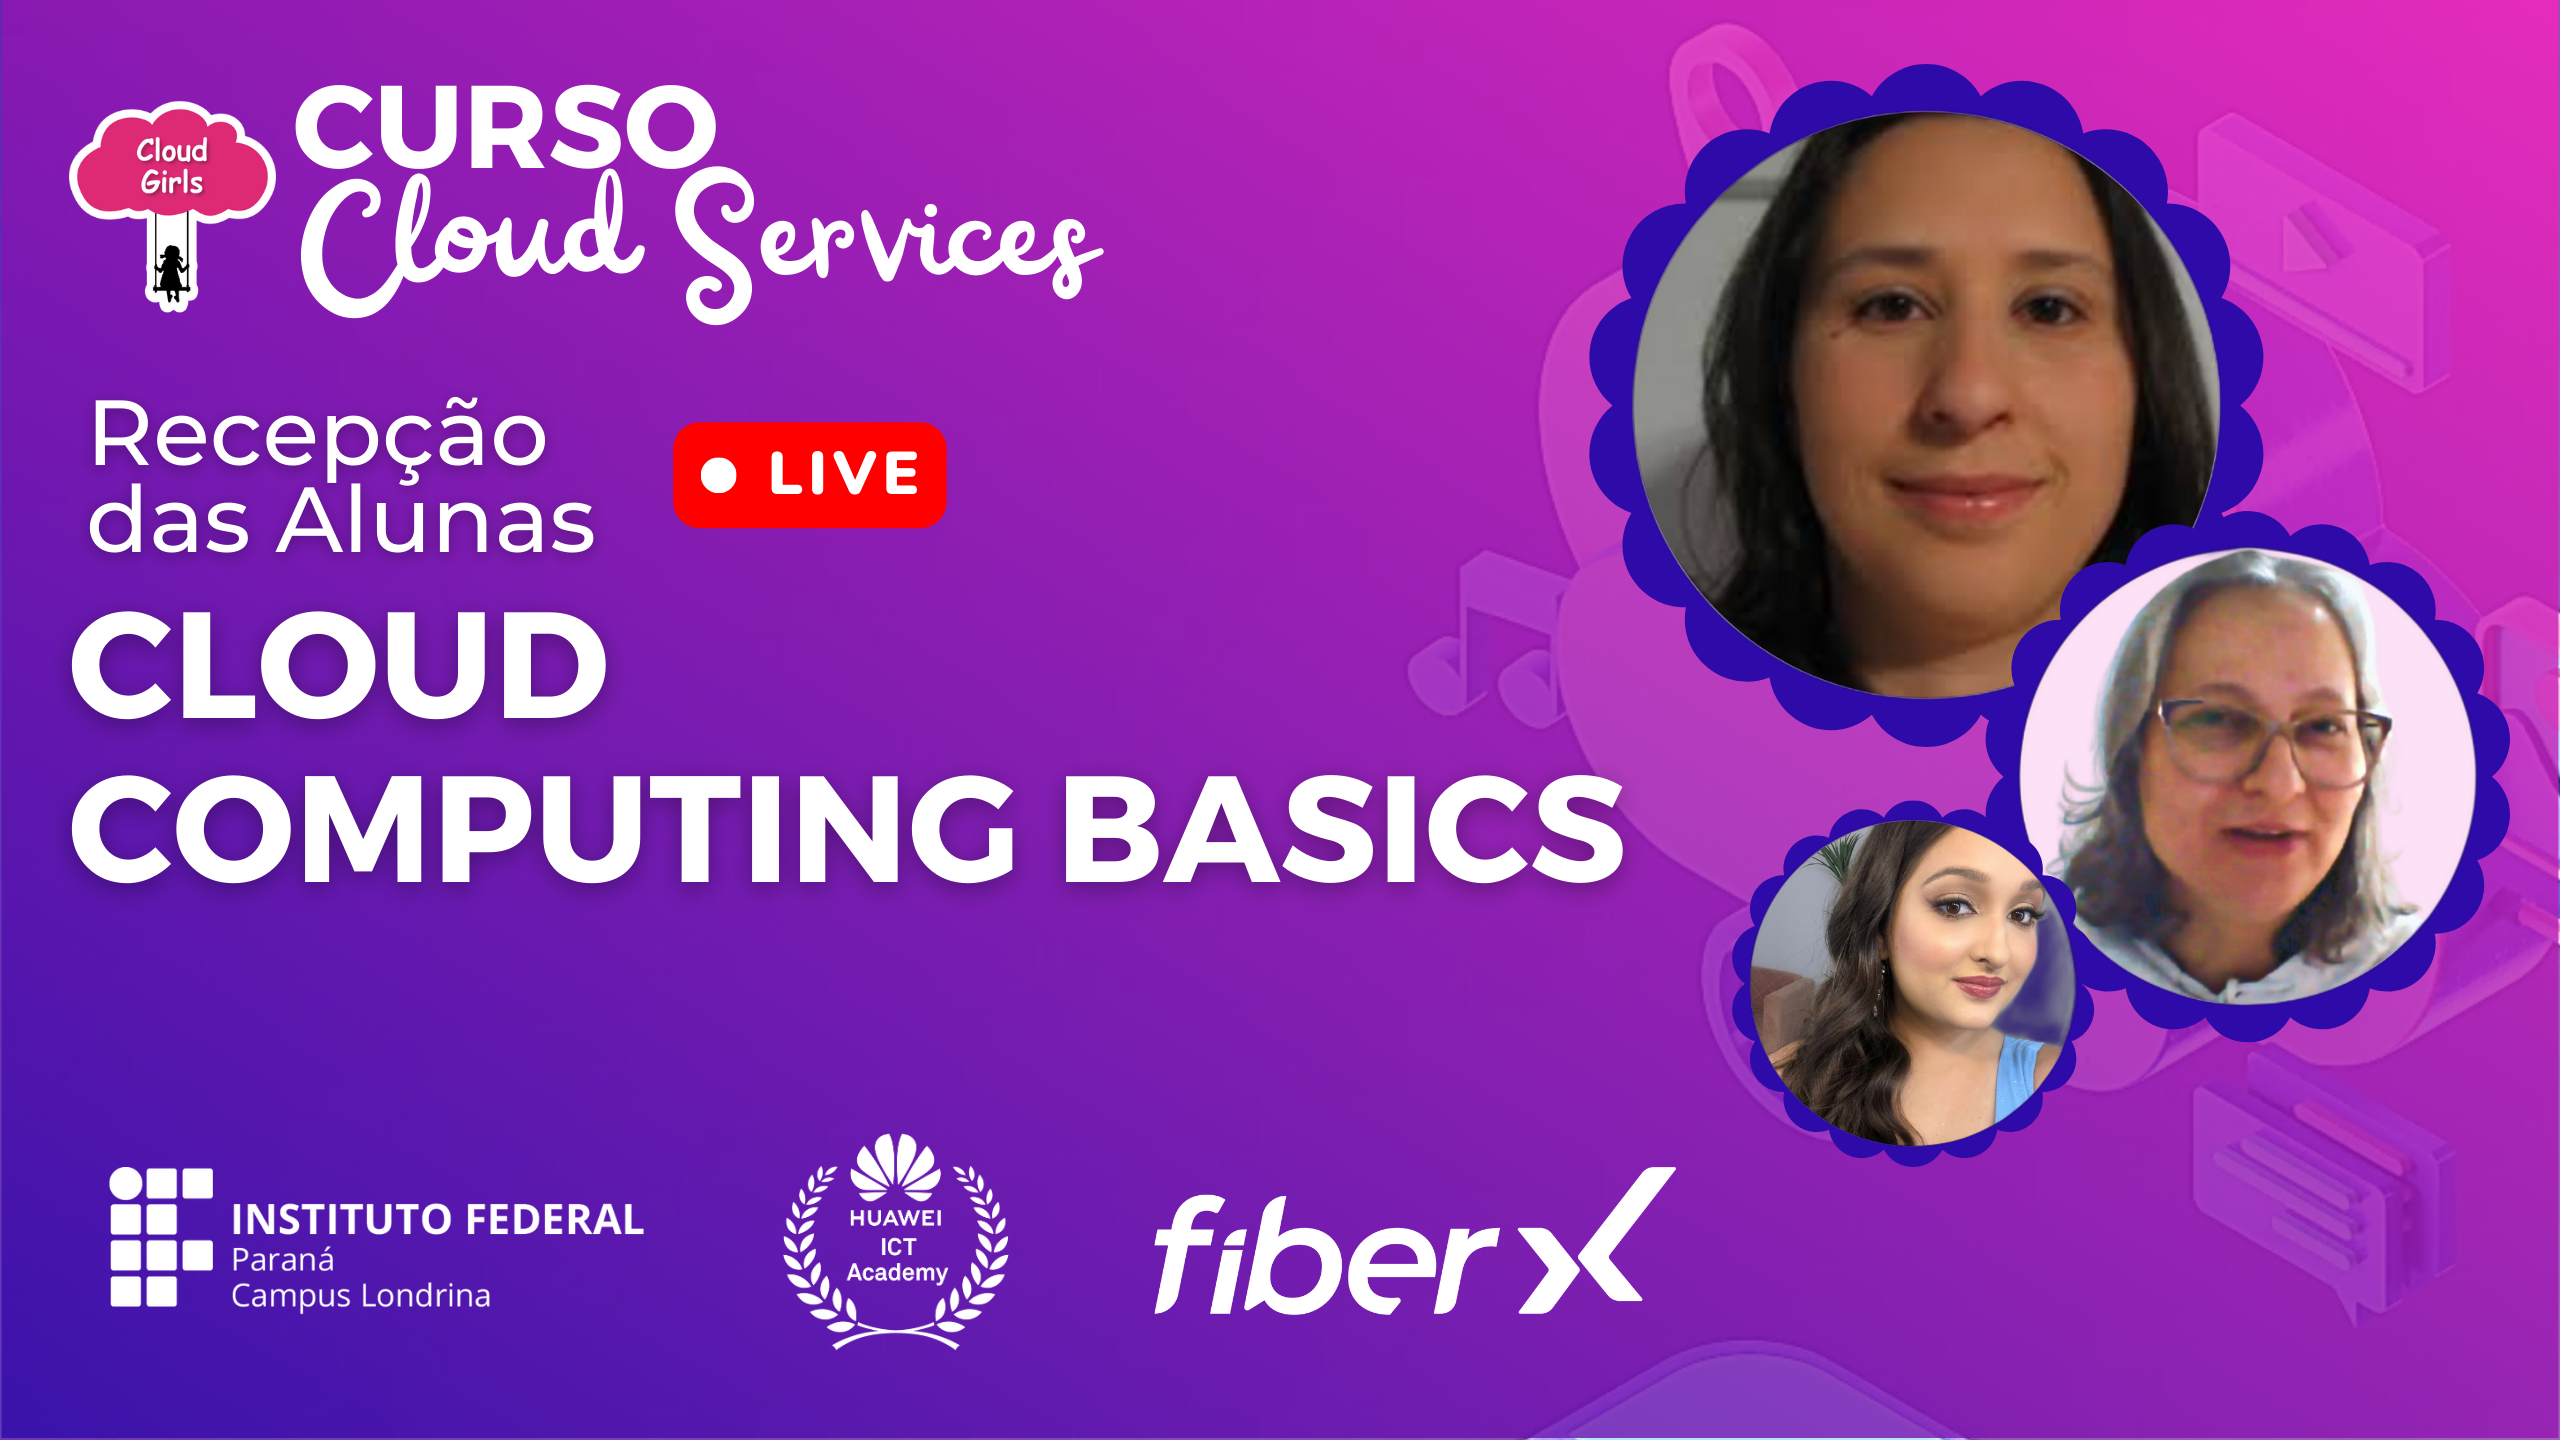 Cloud
Girls
CURSO
Cloud Services
Recepção
das Alunas
LIVE
CLOUD
COMPUTING BASICS
INSTITUTO FEDERAL
Paraná
Campus Londrina
HUAWEI
ICT
Academy
fiberx